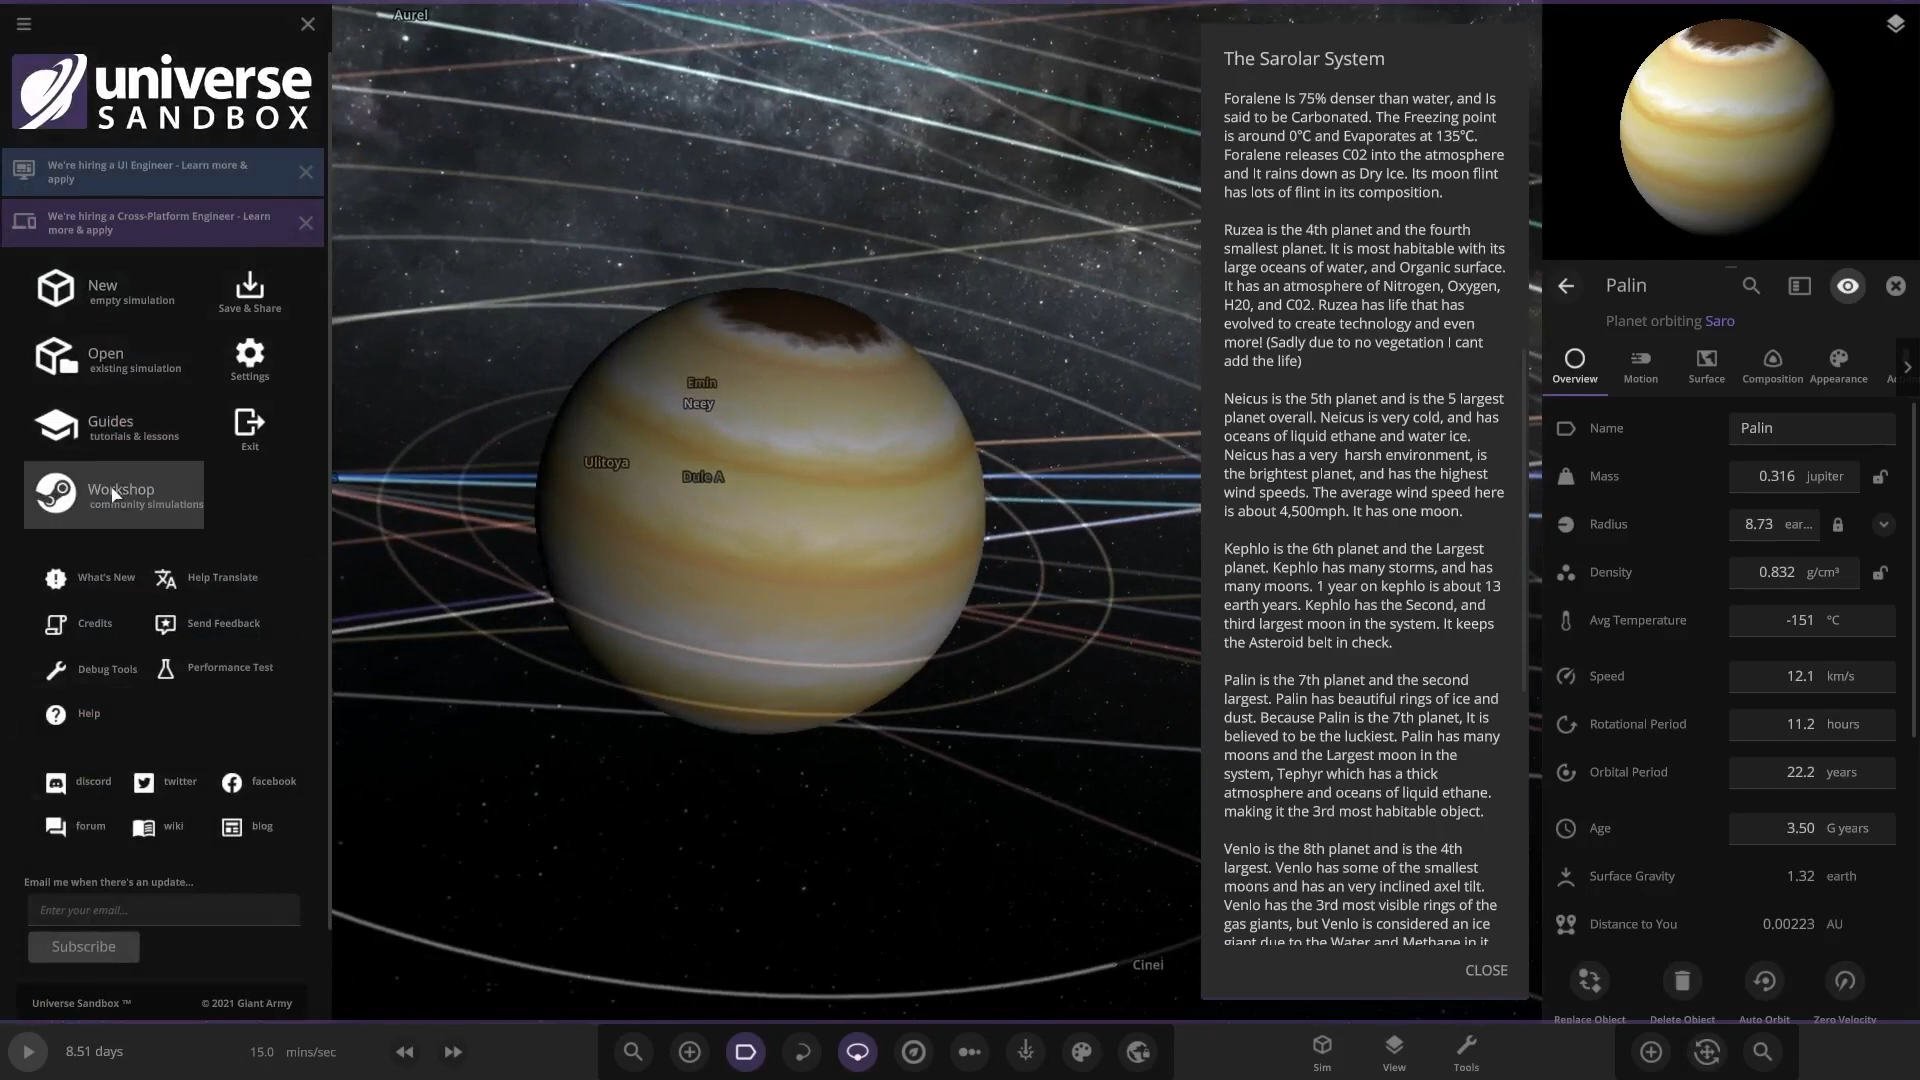 universe
SANDBOX
We're hiring a UI Engineer - Learn more &
apply
We're hiring a Cross-Platform Engineer - Learn
more & apply
New
empty simulation
Save & Share
Open
existing simulation
Settings
Guides
tutorials & lessons
Exit
Workshop
community simulations
What's New
Help Translate
Credits
Send Feedback
Debug Tools
Performance Test
Help
discord
twitter
facebook
forum
wiki
blog
Email me when there's an update...
Enter your email...
Subscribe
Universe Sandbox ™
© 2021 Giant Army
Aurel
Emin
Neey
Ulitoya
Dule A
Cinei
The Sarolar System
Foralene Is 75% denser than water, and Is
said to be Carbonated. The Freezing point
is around 0°C and Evaporates at 135°C.
Foralene releases C02 into the atmosphere
and It rains down as Dry Ice. Its moon flint
has lots of flint in its composition.
Ruzea is the 4th planet and the fourth
smallest planet. It is most habitable with its
large oceans of water, and Organic surface.
It has an atmosphere of Nitrogen, Oxygen,
H20, and C02. Ruzea has life that has
evolved to create technology and even
more! (Sadly due to no vegetation I cant
add the life)
Neicus is the 5th planet and is the 5 largest
planet overall. Neicus is very cold, and has
oceans of liquid ethane and water ice.
Neicus has a very harsh environment, is
the brightest planet, and has the highest
wind speeds. The average wind speed here
is about 4,500mph. It has one moon.
Kephlo is the 6th planet and the Largest
planet. Kephlo has many storms, and has
many moons. 1 year on kephlo is about 13
earth years. Kephlo has the Second, and
third largest moon in the system. It keeps
the Asteroid belt in check.
Palin is the 7th planet and the second
largest. Palin has beautiful rings of ice and
dust. Because Palin is the 7th planet, It is
believed to be the luckiest. Palin has many
moons and the Largest moon in the
system, Tephyr which has a thick
atmosphere and oceans of liquid ethane.
making it the 3rd most habitable object.
Venlo is the 8th planet and is the 4th
largest. Venlo has some of the smallest
moons and has an very inclined axel tilt.
Venlo has the 3rd most visible rings of the
gas giants, but Venlo is considered an ice
giant due to the Water and Methane in it
CLOSE
Palin
Planet orbiting Saro
Overview
Motion
Surface
Composition
Appearance
Name
Palin
Mass
0.316 jupiter
Radius
8.73 ear...
Density
0.832 g/cm³
Avg Temperature
-151 °C
Speed
12.1 km/s
Rotational Period
11.2 hours
Orbital Period
22.2 years
Age
3.50 G years
Surface Gravity
1.32 earth
Distance to You
0.00223 AU
Replace Object
Delete Object
Auto Orbit
Zero Velocity
8.51 days
15.0 mins/sec
Sim
View
Tools